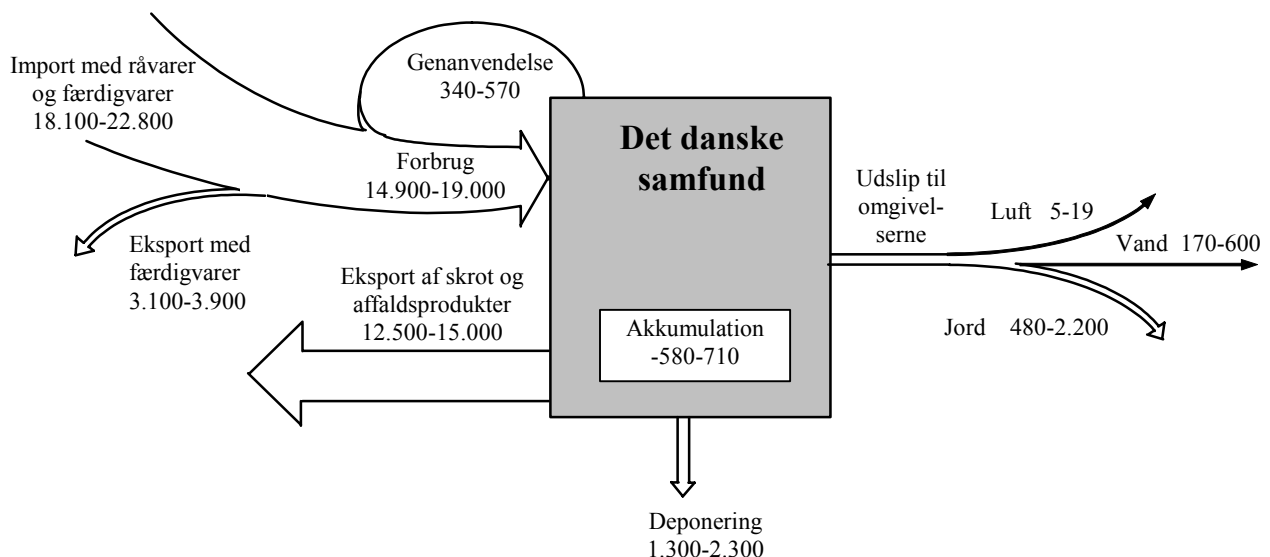 Import med råvarer
og færdigvarer
18.100-22.800
Genanvendelse
340-570
Forbrug
14.900-19.000
Eksport med
færdigvarer
3.100-3.900
Eksport af skrot og
affaldsprodukter
12.500-15.000
Det danske
samfund
Akkumulation
-580-710
Udslip til
omgivel-
serne
Luft 5-19
Vand 170-600
Jord 480-2.200
Deponering
1.300-2.300